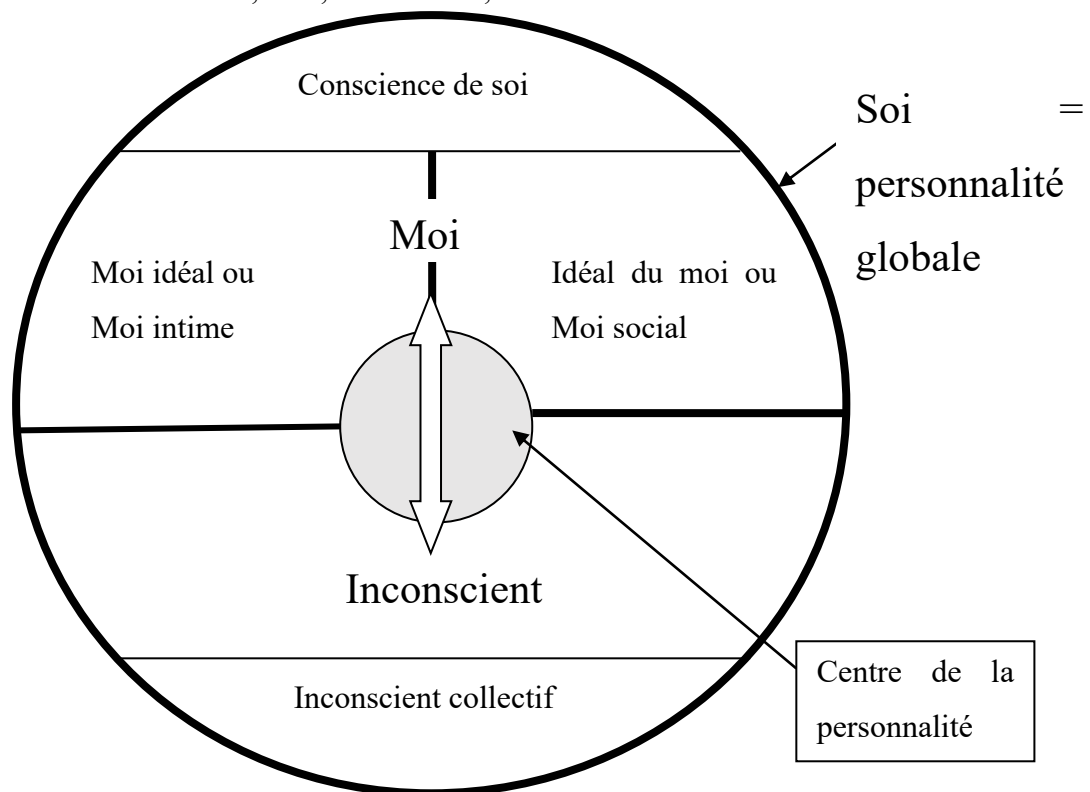 Conscience de soi
Soi =
personnalité
globale
Moi
Moi idéal ou
Moi intime
Idéal du moi ou
Moi social
Inconscient
Inconscient collectif
Centre de la
personnalité